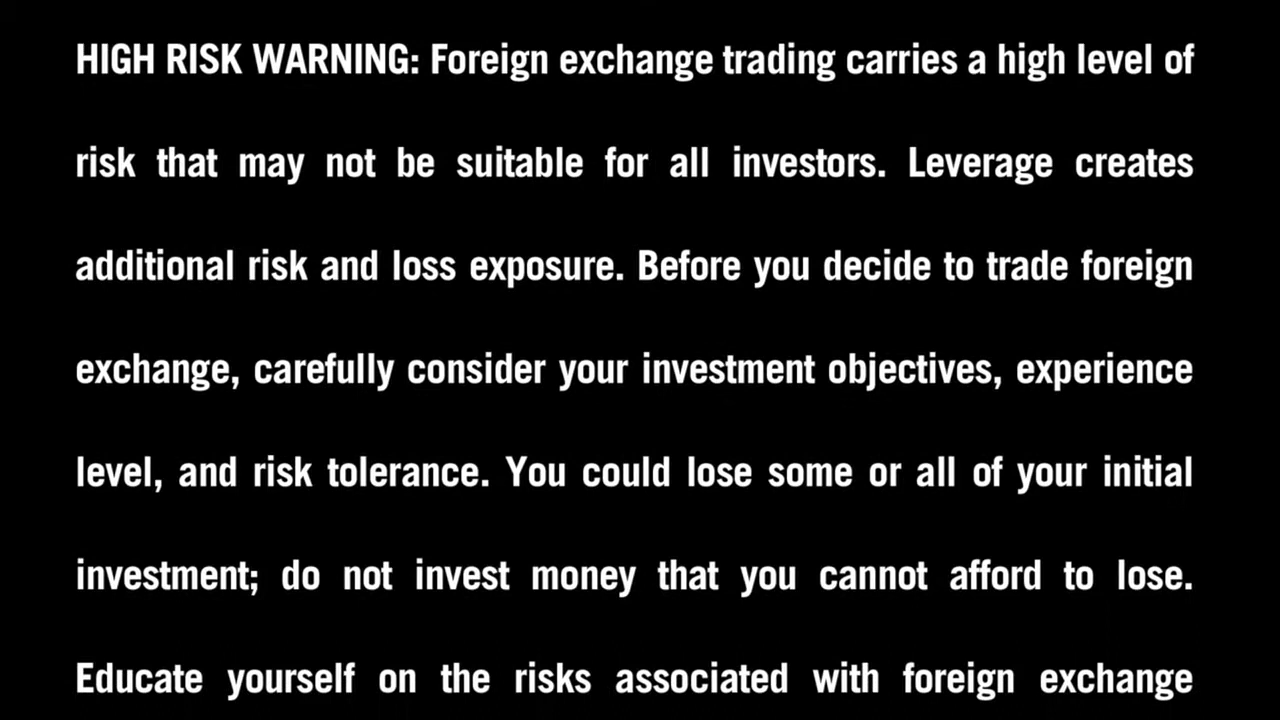 HIGH RISK WARNING: Foreign exchange trading carries a high level of
risk that may not be suitable for all investors. Leverage creates
additional risk and loss exposure. Before you decide to trade foreign
exchange, carefully consider your investment objectives, experience
level, and risk tolerance. You could lose some or all of your initial
investment; do not invest money that you cannot afford to lose.
Educate yourself on the risks associated with foreign exchange